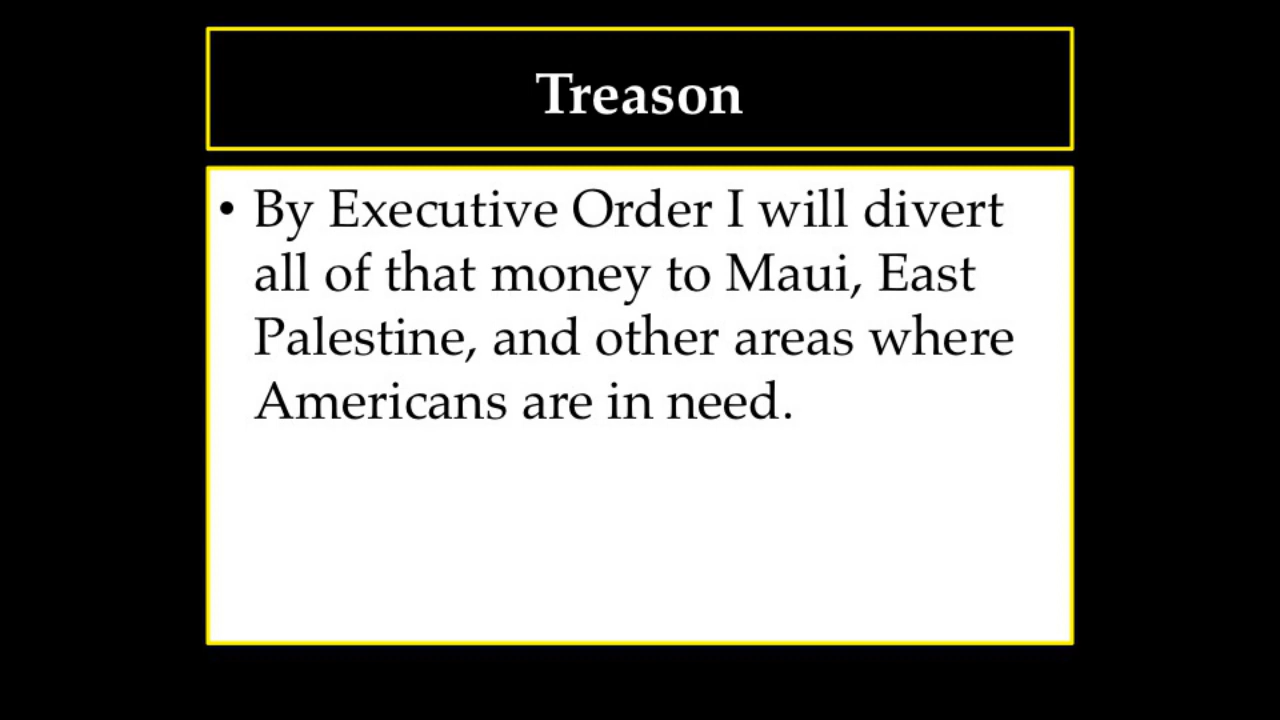 Treason
• By Executive Order I will divert
all of that money to Maui, East
Palestine, and other areas where
Americans are in need.